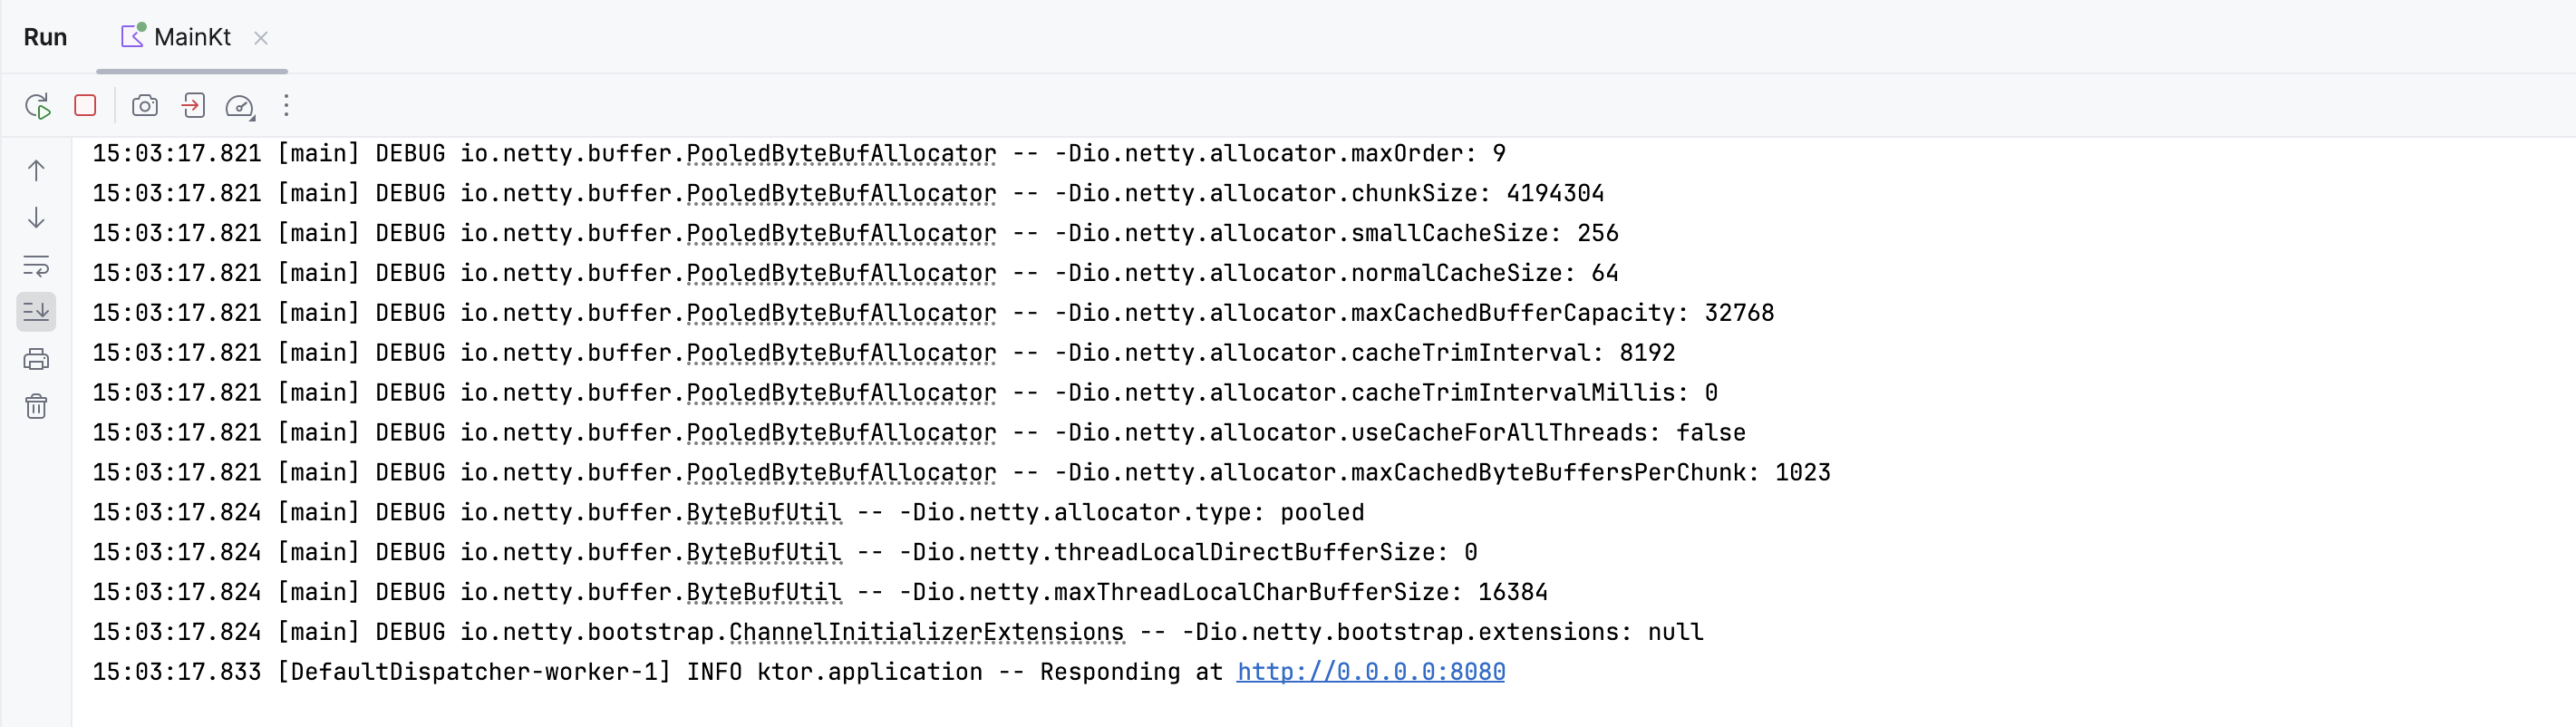 Run MainKt
15:03:17.821 [main] DEBUG io.netty.buffer.PooledByteBufAllocator -- -Dio.netty.allocator.maxOrder: 9
15:03:17.821 [main] DEBUG io.netty.buffer.PooledByteBufAllocator -- -Dio.netty.allocator.chunkSize: 4194304
15:03:17.821 [main] DEBUG io.netty.buffer.PooledByteBufAllocator -- -Dio.netty.allocator.smallCacheSize: 256
15:03:17.821 [main] DEBUG io.netty.buffer.PooledByteBufAllocator -- -Dio.netty.allocator.normalCacheSize: 64
15:03:17.821 [main] DEBUG io.netty.buffer.PooledByteBufAllocator -- -Dio.netty.allocator.maxCachedBufferCapacity: 32768
15:03:17.821 [main] DEBUG io.netty.buffer.PooledByteBufAllocator -- -Dio.netty.allocator.cacheTrimInterval: 8192
15:03:17.821 [main] DEBUG io.netty.buffer.PooledByteBufAllocator -- -Dio.netty.allocator.cacheTrimIntervalMillis: 0
15:03:17.821 [main] DEBUG io.netty.buffer.PooledByteBufAllocator -- -Dio.netty.allocator.useCacheForAllThreads: false
15:03:17.821 [main] DEBUG io.netty.buffer.PooledByteBufAllocator -- -Dio.netty.allocator.maxCachedByteBuffersPerChunk: 1023
15:03:17.824 [main] DEBUG io.netty.buffer.ByteBufUtil -- -Dio.netty.allocator.type: pooled
15:03:17.824 [main] DEBUG io.netty.buffer.ByteBufUtil -- -Dio.netty.threadLocalDirectBufferSize: 0
15:03:17.824 [main] DEBUG io.netty.buffer.ByteBufUtil -- -Dio.netty.maxThreadLocalCharBufferSize: 16384
15:03:17.824 [main] DEBUG io.netty.bootstrap.ChannelInitializerExtensions -- -Dio.netty.bootstrap.extensions: null
15:03:17.833 [DefaultDispatcher-worker-1] INFO ktor.application -- Responding at http://0.0.0.0:8080